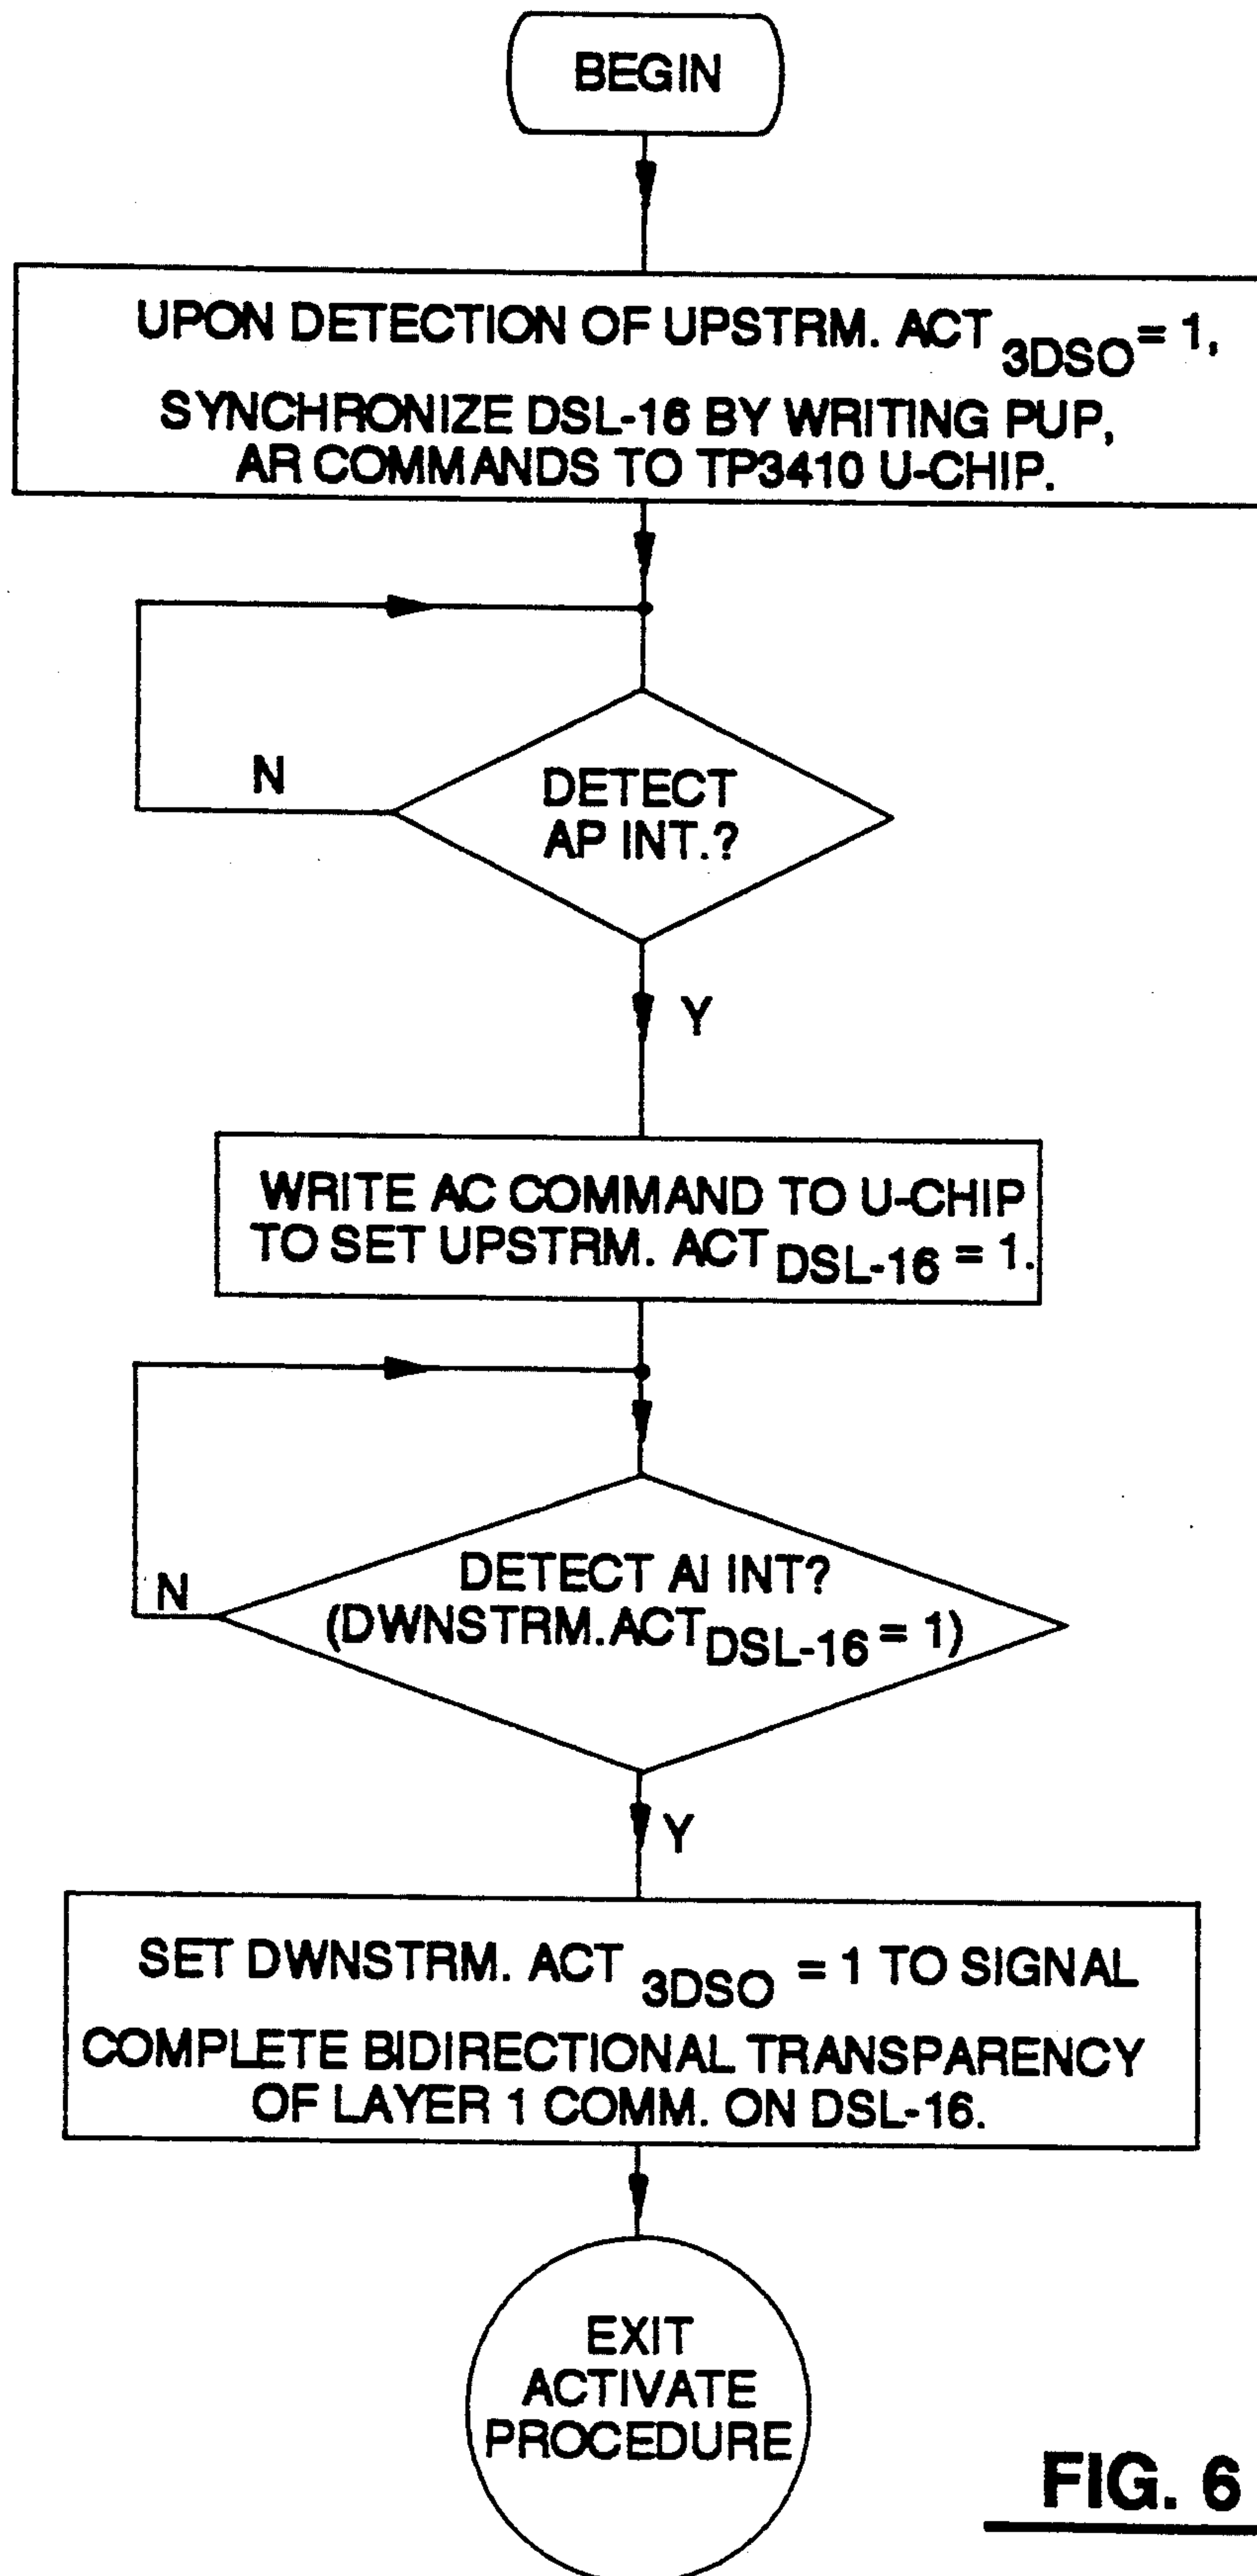 BEGIN
UPON DETECTION OF UPSTRM. ACT 3DSO = 1,
SYNCHRONIZE DSL-16 BY WRITING PUP,
AR COMMANDS TO TP3410 U-CHIP.
N
DETECT
AP INT.?
Y
WRITE AC COMMAND TO U-CHIP
TO SET UPSTRM. ACT DSL-16 = 1.
N
DETECT AI INT?
(DWNSTRM.ACT DSL-16 = 1)
Y
SET DWNSTRM. ACT 3DSO = 1 TO SIGNAL
COMPLETE BIDIRECTIONAL TRANSPARENCY
OF LAYER 1 COMM. ON DSL-16.
EXIT
ACTIVATE
PROCEDURE
FIG. 6